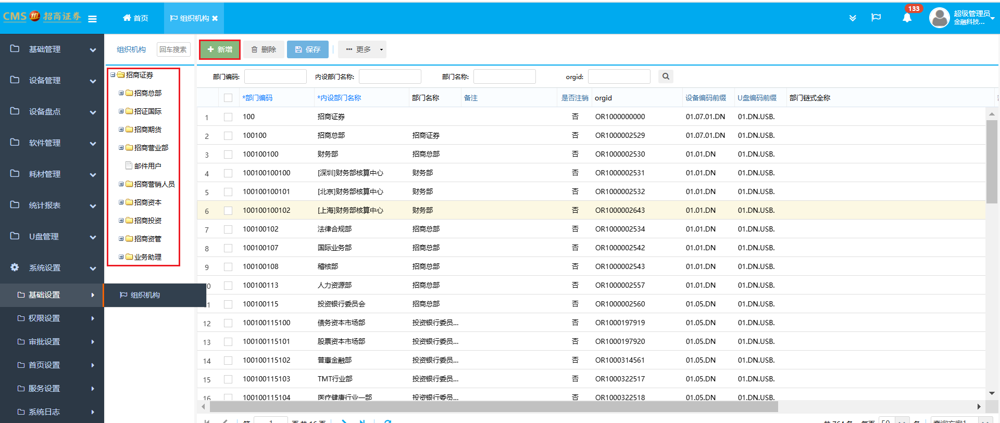 CMS 招商证券
首页
组织机构
133
超级管理员
金融科技...
基础管理
设备管理
设备盘点
软件管理
耗材管理
统计报表
U盘管理
系统设置
基础设置
权限设置
审批设置
首页设置
服务设置
系统日志
组织机构
组织机构 回车搜索
招商证券
招商总部
招证国际
招商期货
招商营业部
邮件用户
招商营销人员
招商资本
招商投资
招商资管
业务助理
新增 删除 保存 更多
部门编码: 内设部门名称: 部门名称: orgid:
*部门编码 *内设部门名称 部门名称 备注 是否注销 orgid 设备编码前缀 U盘编码前缀 部门链式全称
1 100 招商证券 否 OR1000000000 01.07.01.DN 01.DN.USB.
2 100100 招商总部 招商证券 否 OR1000002529 01.07.01.DN 01.DN.USB.
3 100100100 财务部 招商总部 否 OR1000002530 01.01.DN 01.DN.USB.
4 100100100100 [深圳]财务部核算中心 财务部 否 OR1000002531 01.01.DN 01.DN.USB.
5 100100100101 [北京]财务部核算中心 财务部 否 OR1000002532 01.01.DN 01.DN.USB.
6 100100100102 [上海]财务部核算中心 财务部 否 OR1000002643 01.01.DN 01.DN.USB.
7 100100102 法律合规部 招商总部 否 OR1000002534 01.01.DN 01.DN.USB.
8 100100107 国际业务部 招商总部 否 OR1000002542 01.01.DN 01.DN.USB.
9 100100108 稽核部 招商总部 否 OR1000002543 01.01.DN 01.DN.USB.
0 100100113 人力资源部 招商总部 否 OR1000002557 01.01.DN 01.DN.USB.
1 100100115 投资银行委员会 招商总部 否 OR1000002560 01.05.DN 01.DN.USB.
12 100100115100 债务资本市场部 投资银行委员... 否 OR1000197919 01.05.DN 01.DN.USB.
13 100100115101 股票资本市场部 投资银行委员... 否 OR1000197920 01.05.DN 01.DN.USB.
14 100100115102 普惠金融部 投资银行委员... 否 OR1000314561 01.05.DN 01.DN.USB.
15 100100115103 TMT行业部 投资银行委员... 否 OR1000322517 01.05.DN 01.DN.USB.
16 100100115104 医疗健康行业一部 投资银行委员... 否 OR1000322518 01.05.DN 01.DN.USB.
第 1 页 共 16 页 共 764 条 每页 50 条 查询方案1